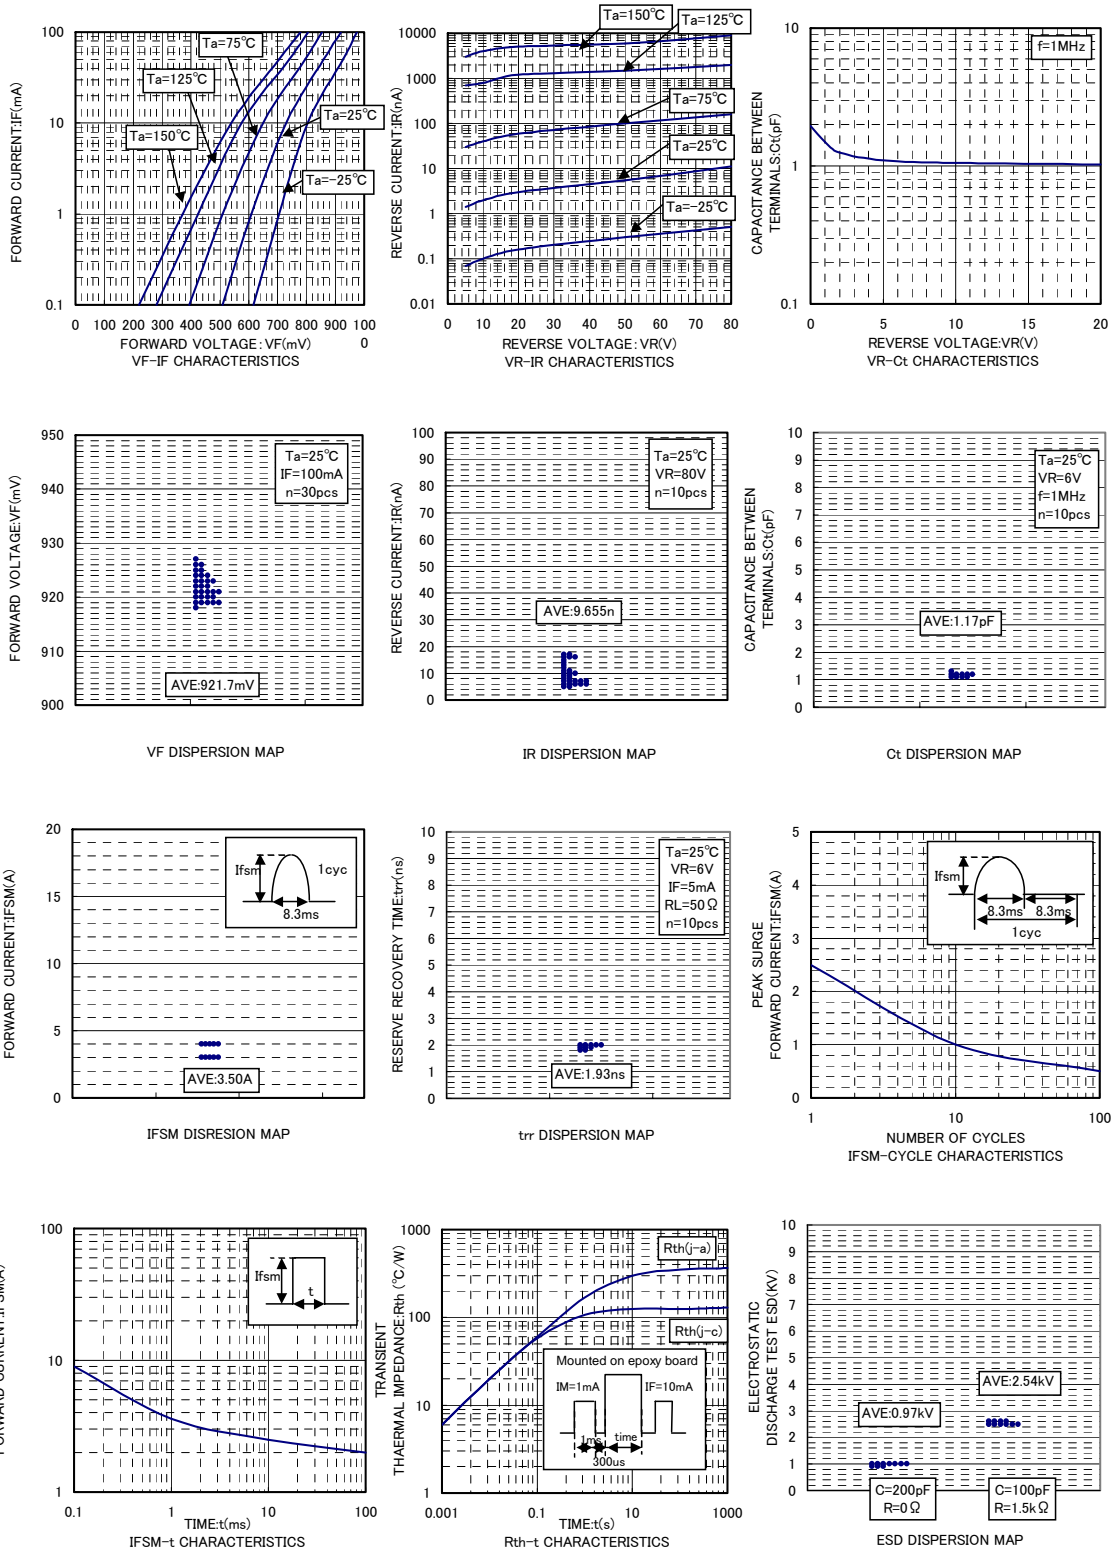 FORWARD CURRENT:IF(mA)
100
10
1
0.1
Ta=75℃
Ta=125℃
Ta=150℃
Ta=25℃
Ta=-25℃
0 100 200 300 400 500 600 700 800 900 100
0
FORWARD VOLTAGE:VF(mV)
VF-IF CHARACTERISTICS
REVERSE CURRENT:IR(nA)
10000
1000
100
10
1
0.1
0.01
Ta=150℃
Ta=125℃
Ta=75℃
Ta=25℃
Ta=-25℃
0 10 20 30 40 50 60 70 80
REVERSE VOLTAGE:VR(V)
VR-IR CHARACTERISTICS
CAPACITANCE BETWEEN
TERMINALS:Ct(pF)
10
1
0.1
f=1MHz
0 5 10 15 20
REVERSE VOLTAGE:VR(V)
VR-Ct CHARACTERISTICS
FORWARD VOLTAGE:VF(mV)
950
940
930
920
910
900
Ta=25℃
IF=100mA
n=30pcs
AVE:921.7mV
VF DISPERSION MAP
REVERSE CURRENT:IR(nA)
100
90
80
70
60
50
40
30
20
10
0
Ta=25℃
VR=80V
n=10pcs
AVE:9.655n
IR DISPERSION MAP
CAPACITANCE BETWEEN
TERMINALS:Ct(pF)
10
9
8
7
6
5
4
3
2
1
0
Ta=25℃
VR=6V
f=1MHz
n=10pcs
AVE:1.17pF
Ct DISPERSION MAP
FORWARD CURRENT:IFSM(A)
20
15
10
5
0
Ifsm
1cyc
8.3ms
AVE:3.50A
IFSM DISRESION MAP
RESERVE RECOVERY TIME:trr(ns)
10
9
8
7
6
5
4
3
2
1
0
Ta=25℃
VR=6V
IF=5mA
RL=50Ω
n=10pcs
AVE:1.93ns
trr DISPERSION MAP
PEAK SURGE
FORWARD CURRENT:IFSM(A)
5
4
3
2
1
0
Ifsm
8.3ms 8.3ms
1cyc
1 10 100
NUMBER OF CYCLES
IFSM-CYCLE CHARACTERISTICS
100
10
1
Ifsm
t
0.1 1 10 100
TIME:t(ms)
IFSM-t CHARACTERISTICS
TRANSIENT
THAERMAL IMPEDANCE:Rth (℃/W)
1000
100
10
1
Rth(j-a)
Rth(j-c)
Mounted on epoxy board
IM=1mA IF=10mA
1ms time
300us
0.001 0.1 10 1000
TIME:t(s)
Rth-t CHARACTERISTICS
ELECTROSTATIC
DISCHARGE TEST ESD(KV)
10
9
8
7
6
5
4
3
2
1
0
AVE:2.54kV
AVE:0.97kV
C=200pF
R=0Ω
C=100pF
R=1.5kΩ
ESD DISPERSION MAP